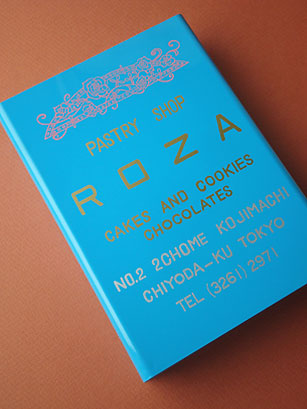 PASTRY SHOP
ROZA
CAKES AND COOKIES
CHOCOLATES
NO.2 2CHOME KOJIMACHI
CHIYODA-KU TOKYO
TEL (3261) 2971